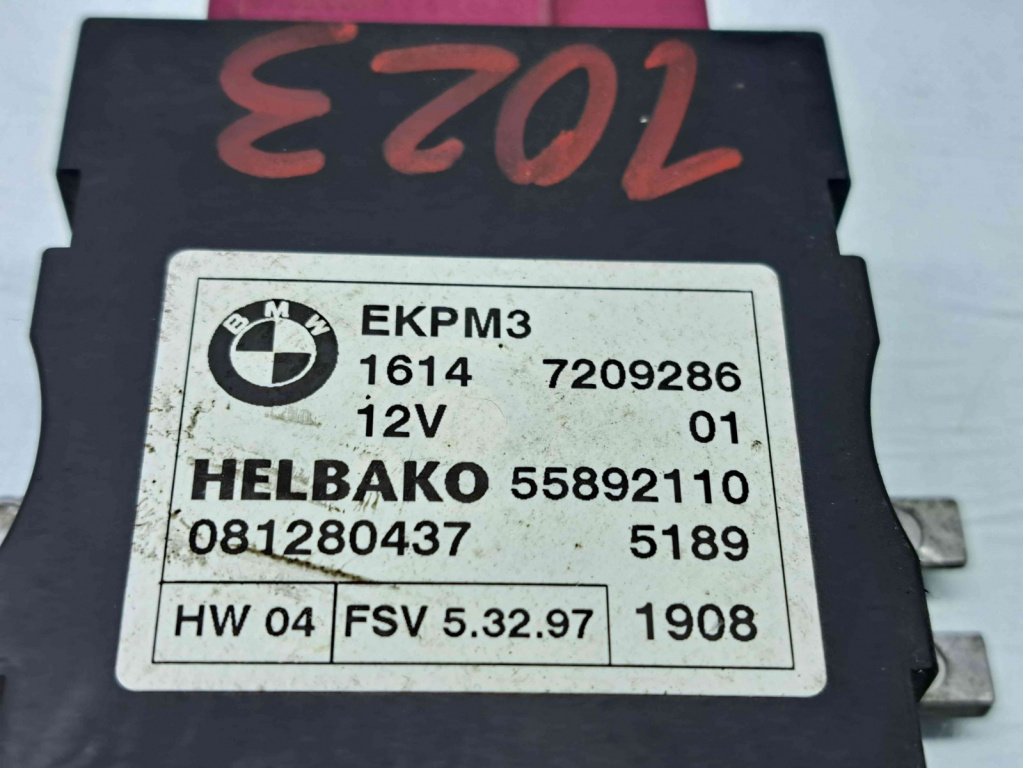 1023
BMW
EKPM3
1614 7209286
12V 01
HELBAKO 55892110
081280437 5189
HW 04 FSV 5.32.97 1908